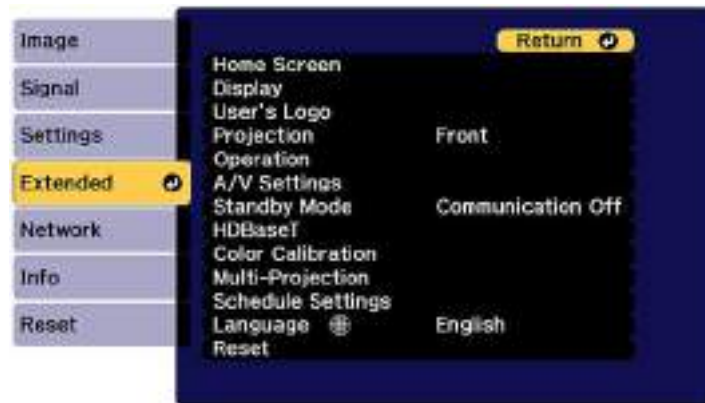 Image
Signal
Settings
Extended
Network
Info
Reset
Return
Home Screen
Display
User's Logo
Projection Front
Operation
A/V Settings
Standby Mode Communication Off
HDBaseT
Color Calibration
Multi-Projection
Schedule Settings
Language English
Reset